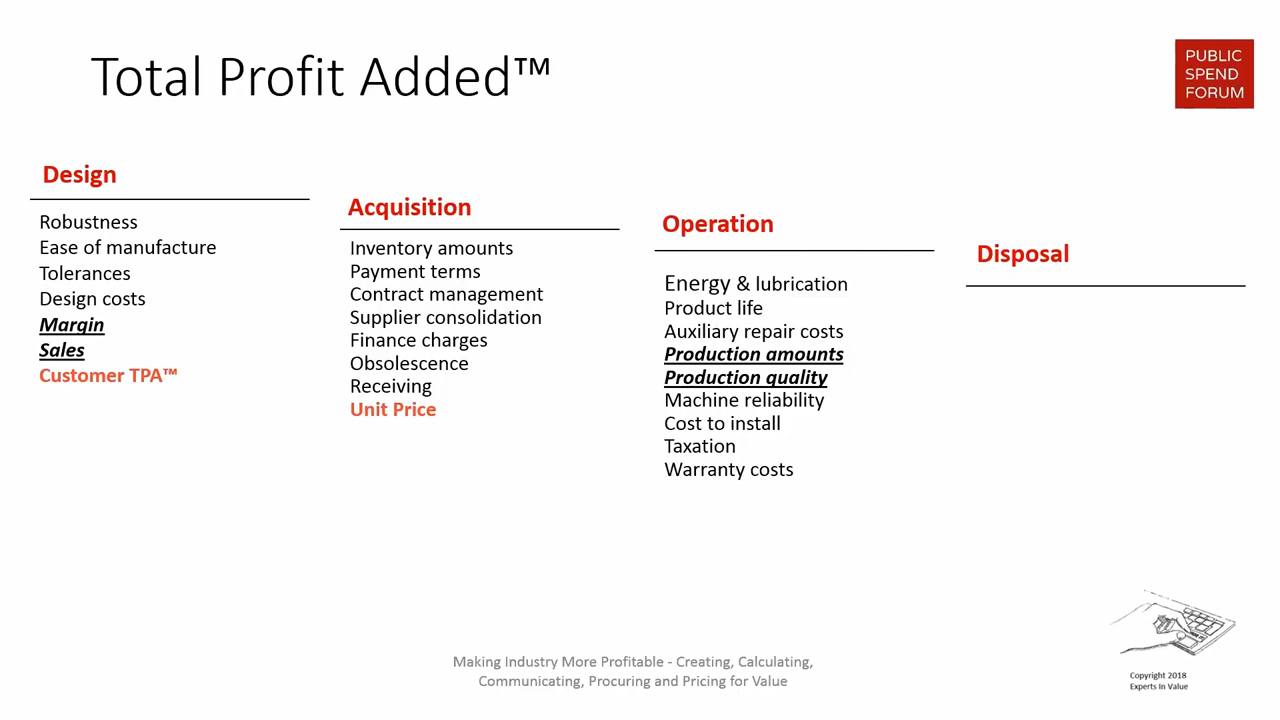 Total Profit Added™
PUBLIC
SPEND
FORUM
Design
Robustness
Ease of manufacture
Tolerances
Design costs
Margin
Sales
Customer TPA™
Acquisition
Inventory amounts
Payment terms
Contract management
Supplier consolidation
Finance charges
Obsolescence
Receiving
Unit Price
Operation
Energy & lubrication
Product life
Auxiliary repair costs
Production amounts
Production quality
Machine reliability
Cost to install
Taxation
Warranty costs
Disposal
Making Industry More Profitable - Creating, Calculating,
Communicating, Procuring and Pricing for Value
Copyright 2018
Experts In Value